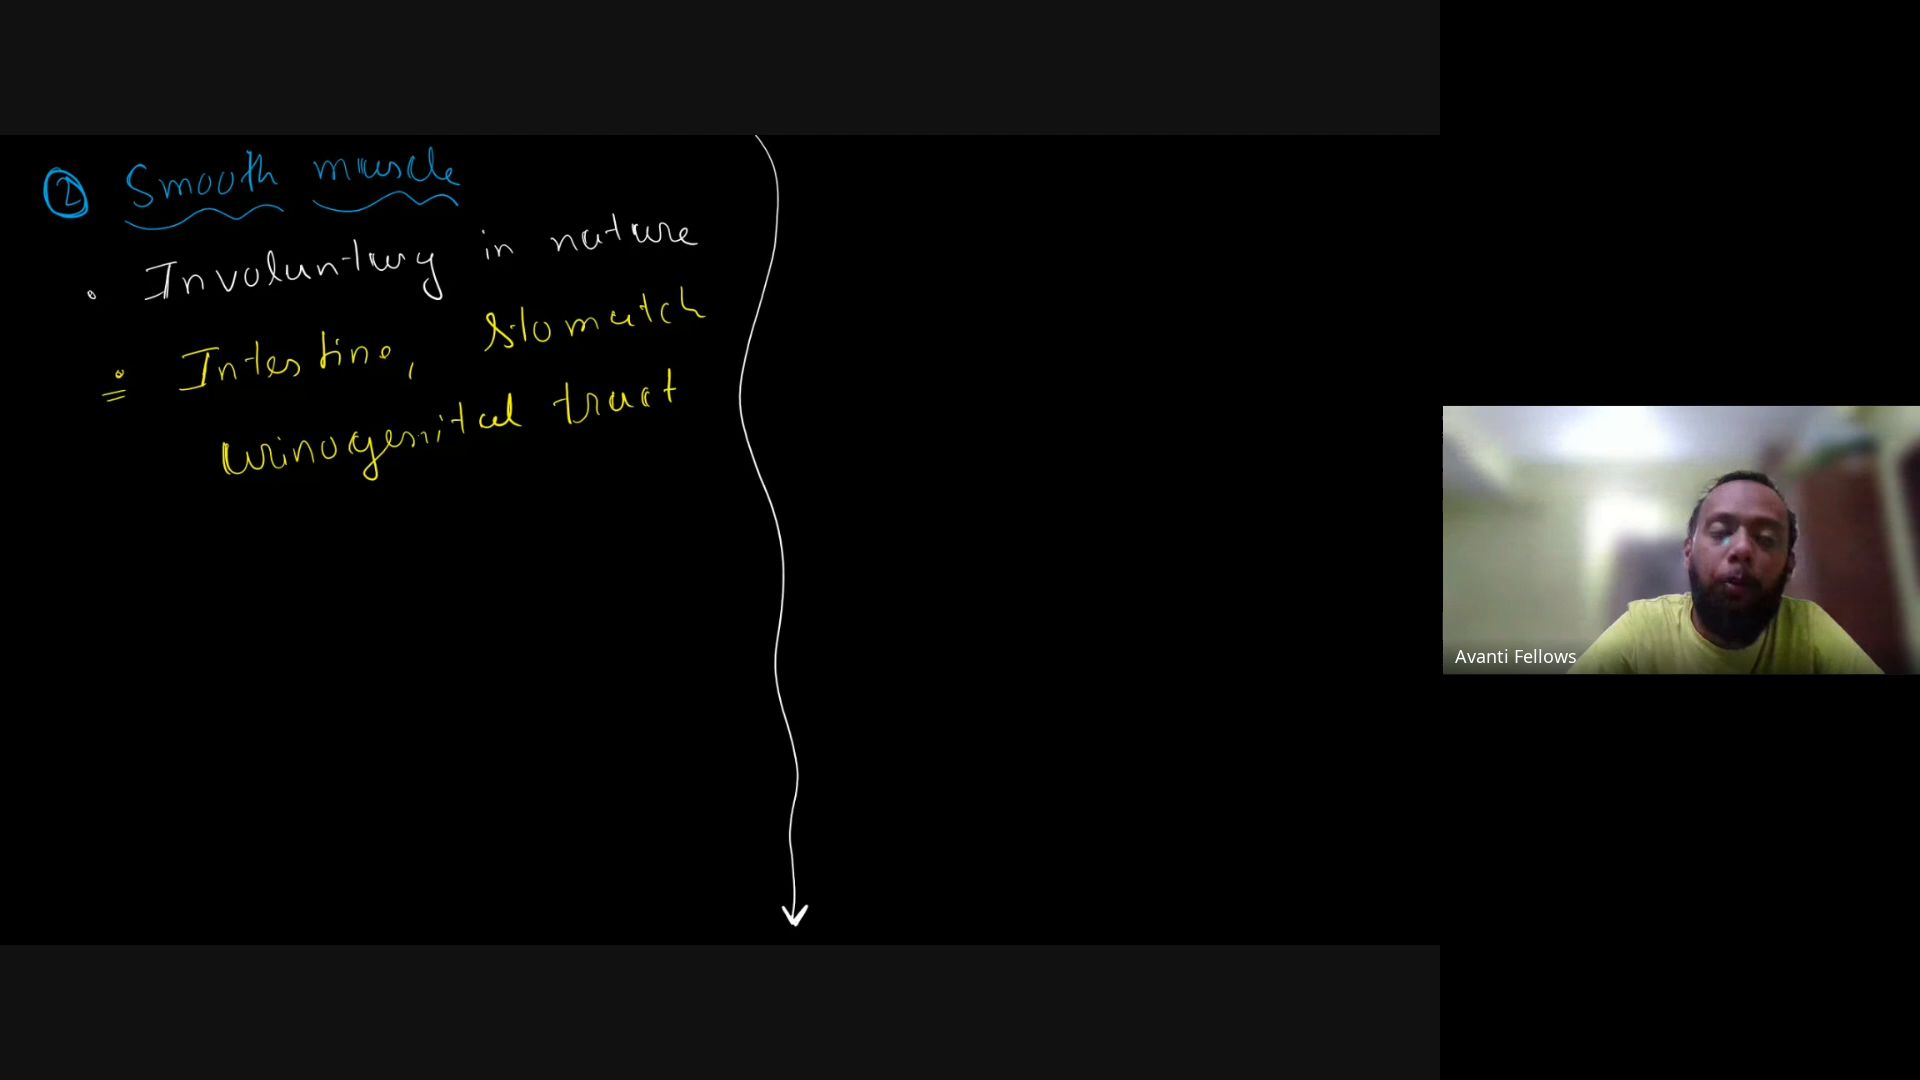 ② Smooth muscle
• Involuntary in nature
• Intestine, Stomatch
urinogenital tract
Avanti Fellows